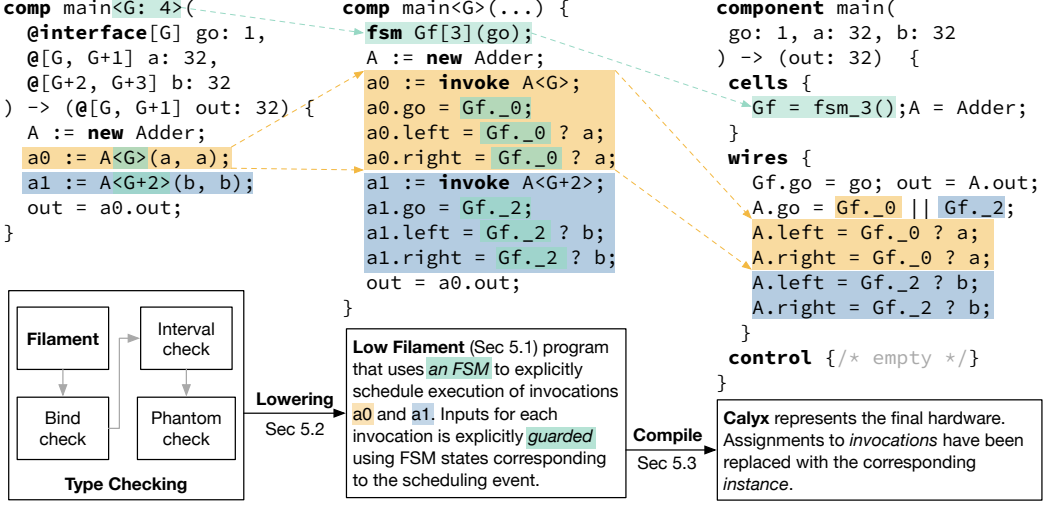 comp main<G: 4>(
@interface[G] go: 1,
@[G, G+1] a: 32,
@[G+2, G+3] b: 32
) -> (@[G, G+1] out: 32) {
A := new Adder;
a0 := A<G>(a, a);
a1 := A<G+2>(b, b);
out = a0.out;
}
comp main<G>(...) {
fsm Gf[3](go);
A := new Adder;
a0 := invoke A<G>;
a0.go = Gf._0;
a0.left = Gf._0 ? a;
a0.right = Gf._0 ? a;
a1 := invoke A<G+2>;
a1.go = Gf._2;
a1.left = Gf._2 ? b;
a1.right = Gf._2 ? b;
out = a0.out;
}
component main(
go: 1, a: 32, b: 32
) -> (out: 32) {
cells {
Gf = fsm_3();A = Adder;
}
wires {
Gf.go = go; out = A.out;
A.go = Gf._0 || Gf._2;
A.left = Gf._0 ? a;
A.right = Gf._0 ? a;
A.left = Gf._2 ? b;
A.right = Gf._2 ? b;
}
control {/* empty */}
}
Filament
Interval
check
Bind
check
Phantom
check
Type Checking
Lowering
Sec 5.2
Low Filament (Sec 5.1) program
that uses an FSM to explicitly
schedule execution of invocations
a0 and a1. Inputs for each
invocation is explicitly guarded
using FSM states corresponding
to the scheduling event.
Compile
Sec 5.3
Calyx represents the final hardware.
Assignments to invocations have been
replaced with the corresponding
instance.